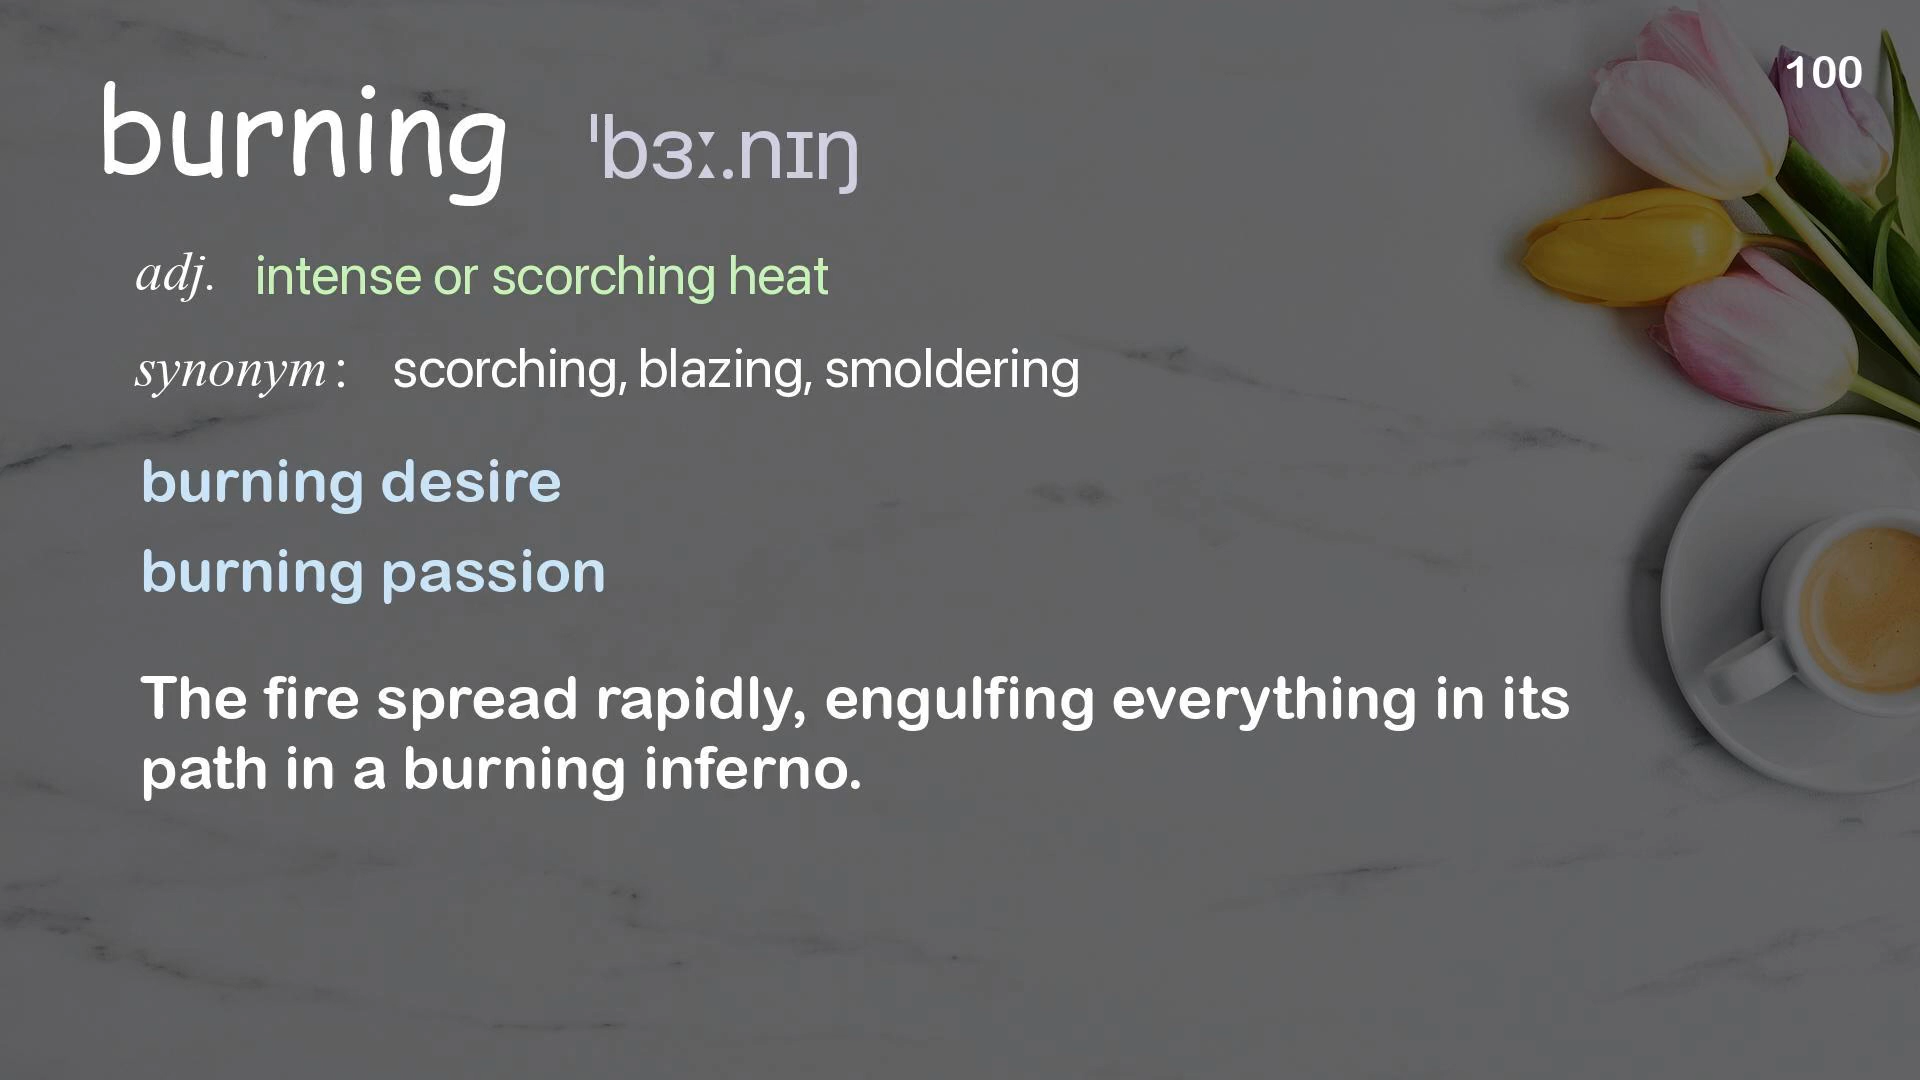 100
burning ˈbɜː.nɪŋ
adj. intense or scorching heat
synonym: scorching, blazing, smoldering
burning desire
burning passion
The fire spread rapidly, engulfing everything in its
path in a burning inferno.